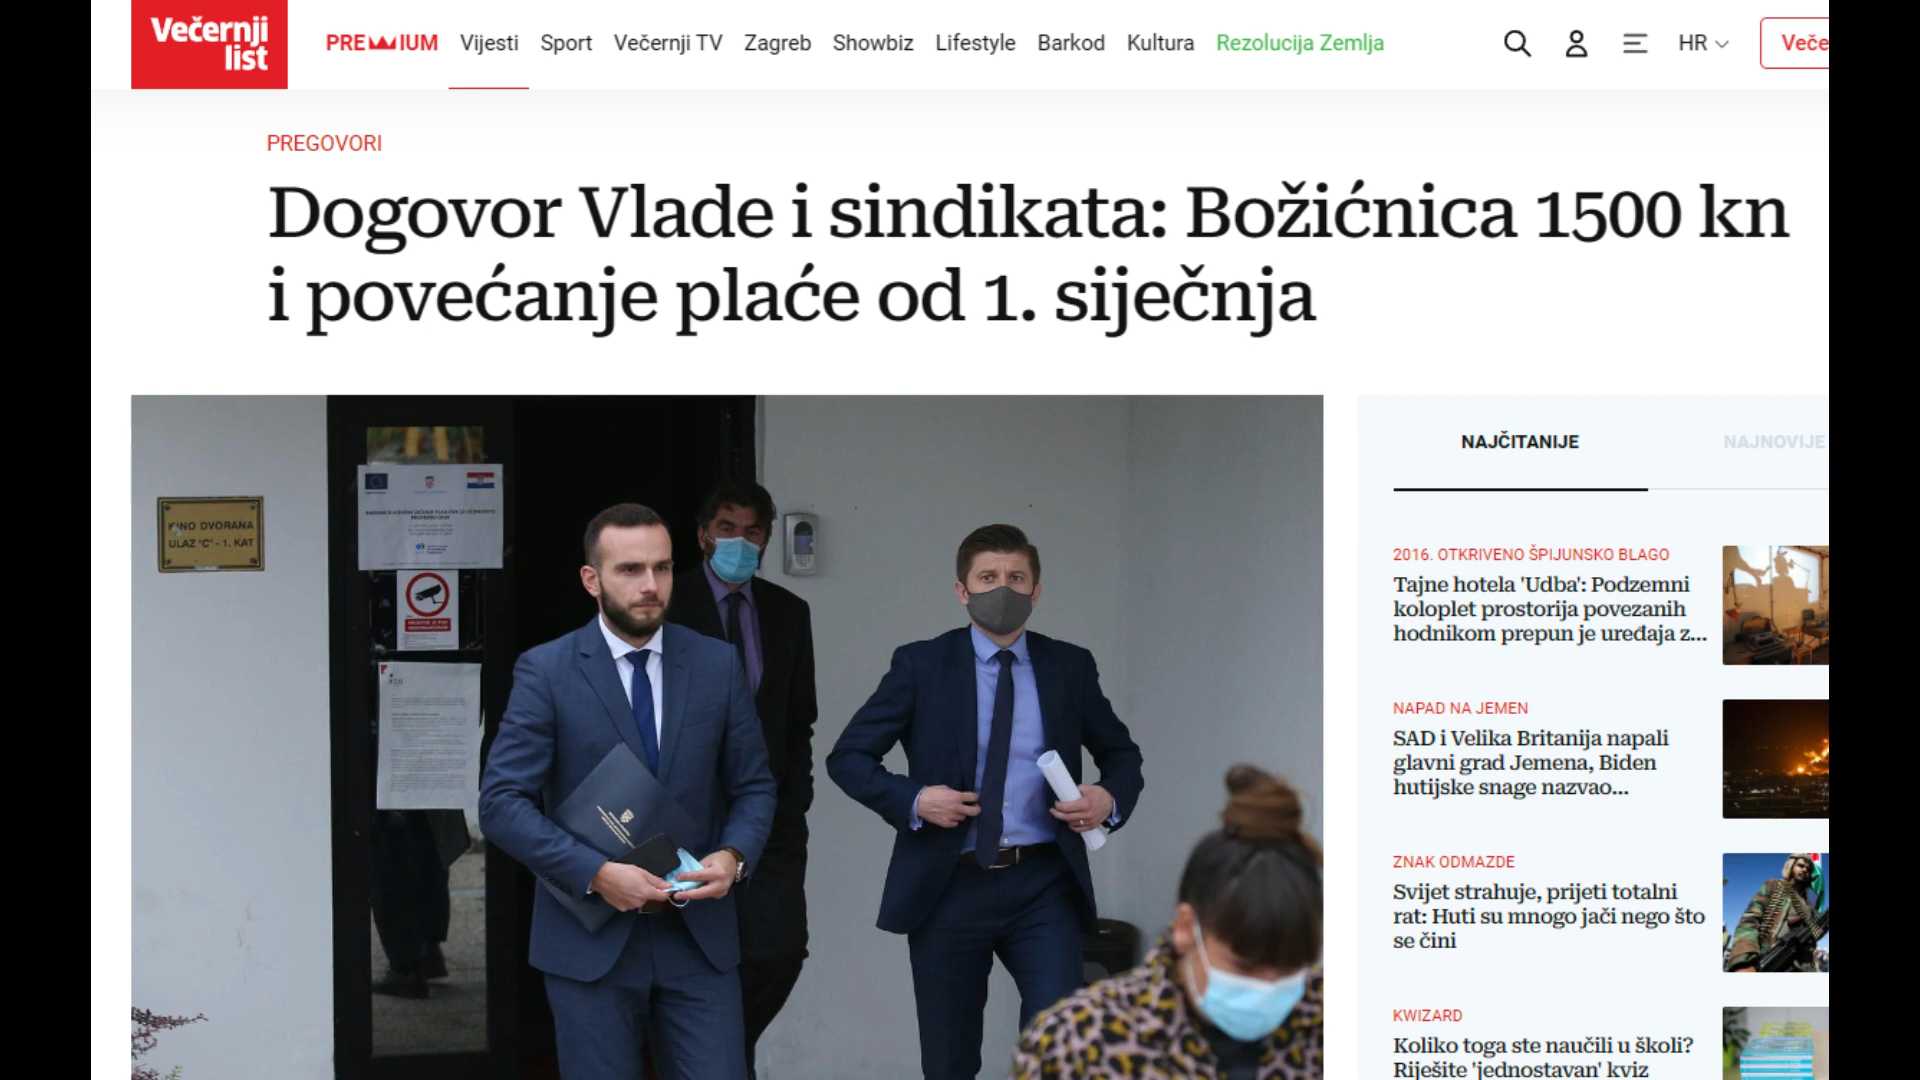 Večernji
list
PREMIUM Vijesti Sport Večernji TV Zagreb Showbiz Lifestyle Barkod Kultura Rezolucija Zemlja HR Veče
PREGOVORI
Dogovor Vlade i sindikata: Božićnica 1500 kn
i povećanje plaće od 1. siječnja
KINO DVORANA
ULAZ "C" - 1. KAT
NAJČITANIJE NAJNOVIJE
2016. OTKRIVENO ŠPIJUNSKO BLAGO
Tajne hotela 'Udba': Podzemni
koloplet prostorija povezanih
hodnikom prepun je uređaja z...
NAPAD NA JEMEN
SAD i Velika Britanija napali
glavni grad Jemena, Biden
hutijske snage nazvao...
ZNAK ODMAZDE
Svijet strahuje, prijeti totalni
rat: Huti su mnogo jači nego što
se čini
KWIZARD
Koliko toga ste naučili u školi?
Riješite 'jednostavan' kviz